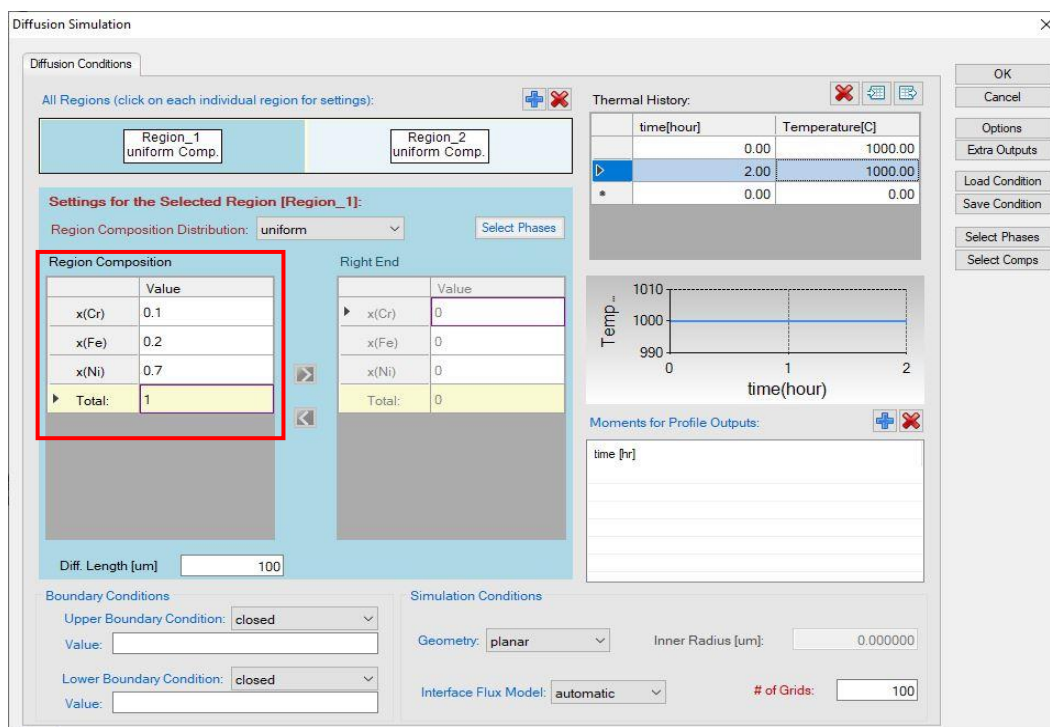 Diffusion Simulation
Diffusion Conditions
All Regions (click on each individual region for settings):
Region_1
uniform Comp.
Region_2
uniform Comp.
Settings for the Selected Region [Region_1]:
Region Composition Distribution: uniform
Select Phases
Region Composition
Value
x(Cr) 0.1
x(Fe) 0.2
x(Ni) 0.7
Total: 1
Right End
Value
x(Cr) 0
x(Fe) 0
x(Ni) 0
Total: 0
Diff. Length [um] 100
Thermal History:
time[hour] Temperature[C]
0.00 1000.00
2.00 1000.00
0.00 0.00
Temp_
1010
1000
990
0 1 2
time(hour)
Moments for Profile Outputs:
time [hr]
Boundary Conditions
Upper Boundary Condition: closed
Value:
Lower Boundary Condition: closed
Value:
Simulation Conditions
Geometry: planar
Inner Radius [um]: 0.000000
Interface Flux Model: automatic
# of Grids: 100
OK
Cancel
Options
Extra Outputs
Load Condition
Save Condition
Select Phases
Select Comps